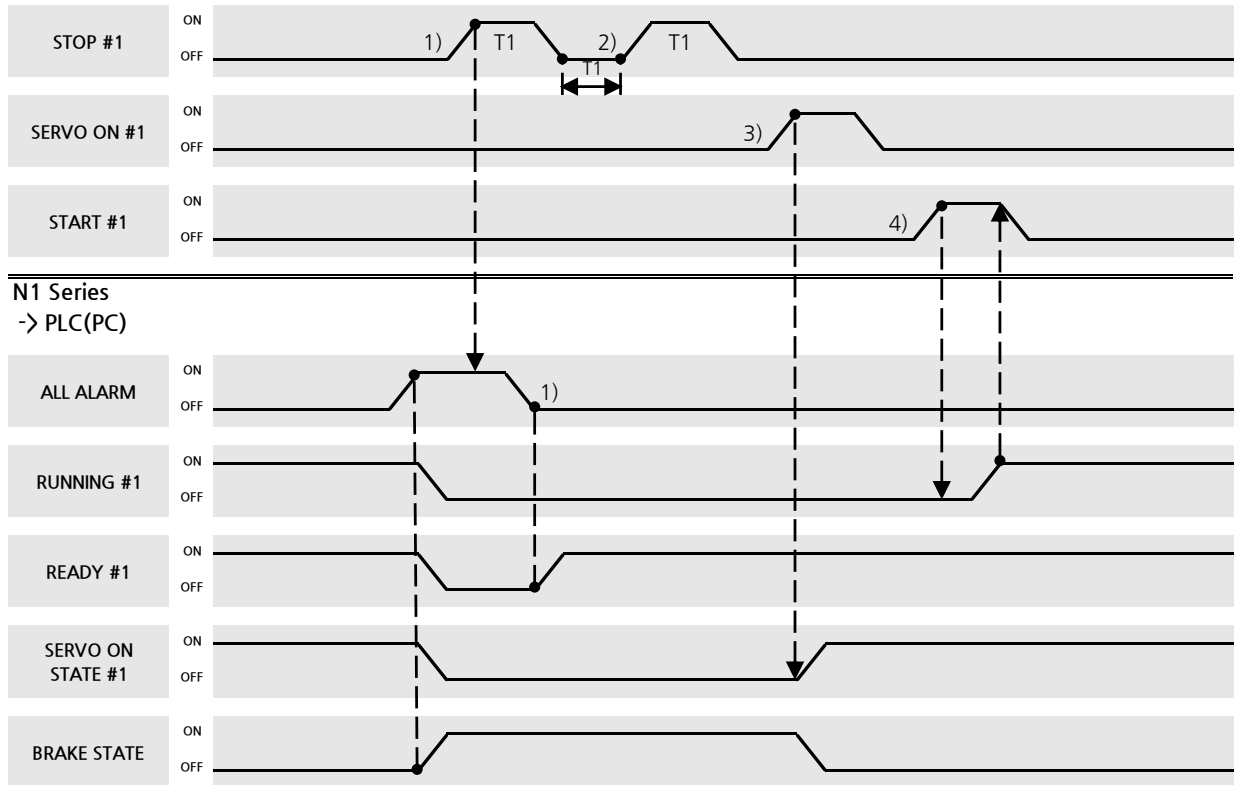 STOP #1
ON
OFF
1)
T1
2)
T1
T1
SERVO ON #1
ON
OFF
3)
START #1
ON
OFF
4)
N1 Series
-> PLC(PC)
ALL ALARM
ON
OFF
1)
RUNNING #1
ON
OFF
READY #1
ON
OFF
SERVO ON
STATE #1
ON
OFF
BRAKE STATE
ON
OFF